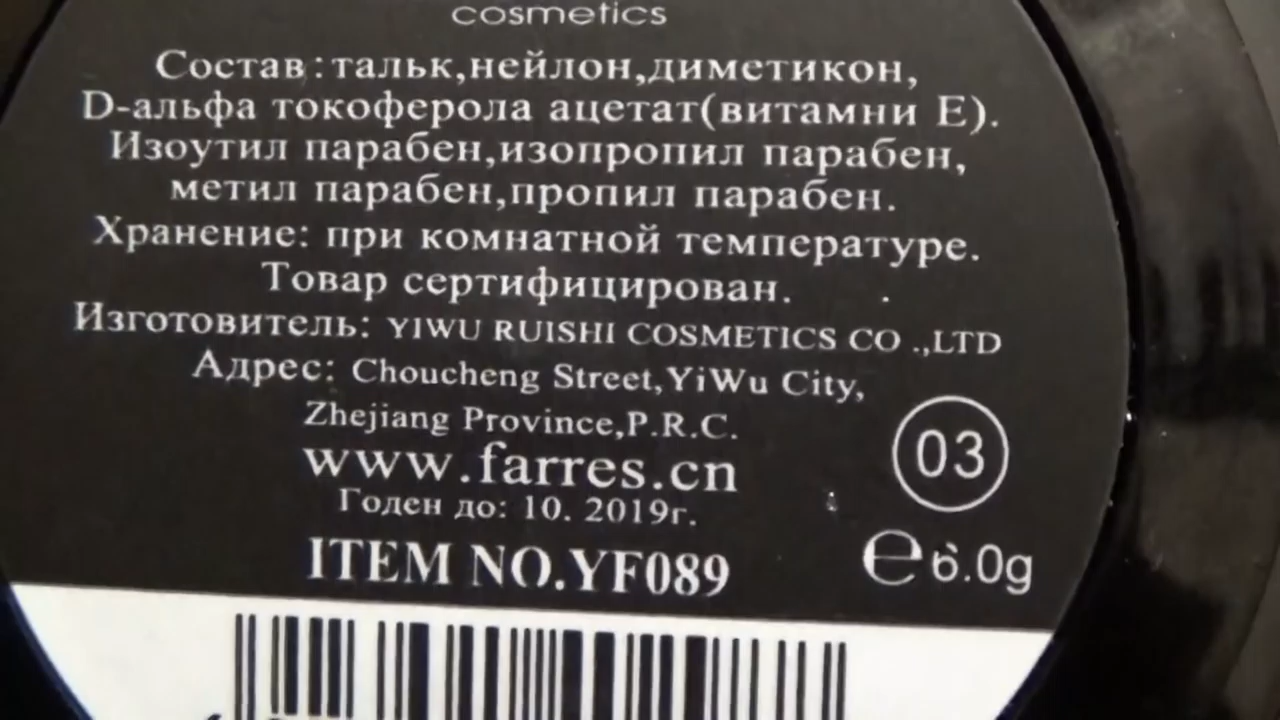 cosmetics
Состав:тальк,нейлон,диметикон,
D-альфа токоферола ацетат(витамни Е).
Изоутил парабен,изопропил парабен,
метил парабен,пропил парабен.
Хранение: при комнатной температуре.
Товар сертифицирован.
Изготовитель: YIWU RUISHI COSMETICS CO .,LTD
Адрес: Choucheng Street,YiWu City,
Zhejiang Province,P.R.C.
www.farres.cn
Годен до: 10. 2019г.
03
ITEM NO.YF089
e 6.0g